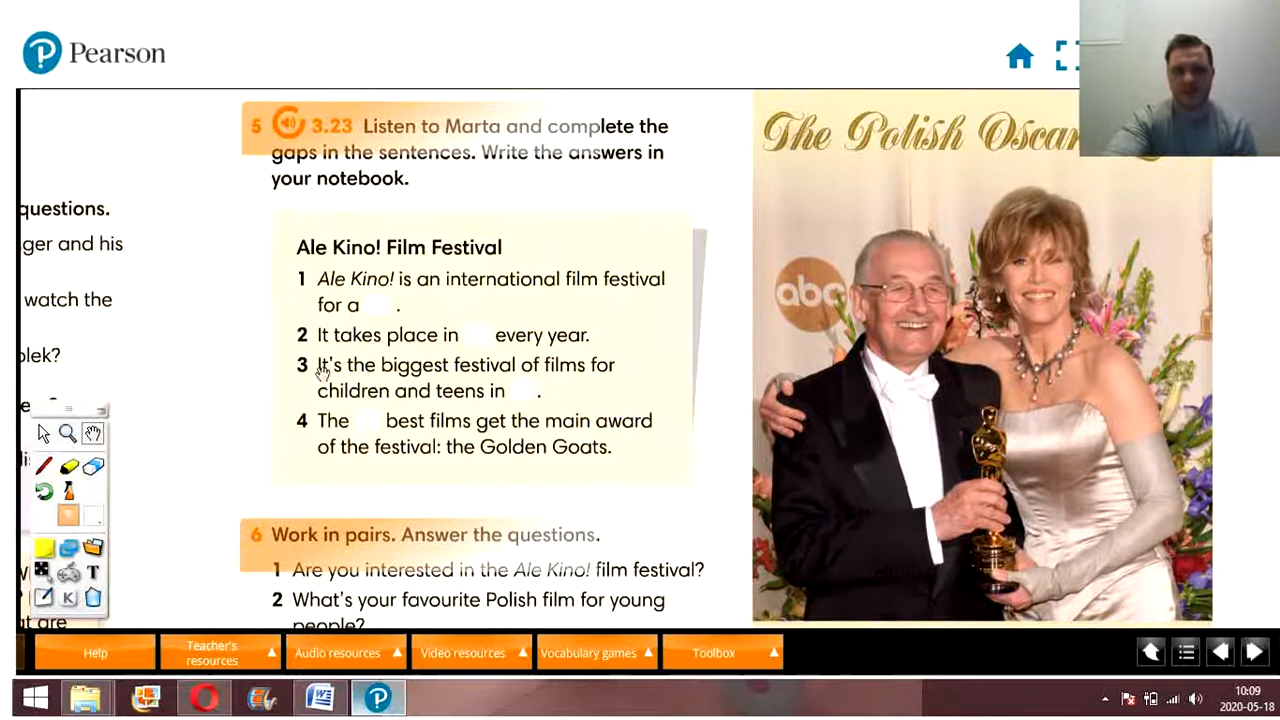 Pearson
5 3.23 Listen to Marta and complete the
gaps in the sentences. Write the answers in
your notebook.
questions.
ger and his
watch the
olek?
Ale Kino! Film Festival
1 Ale Kino! is an international film festival
for a .
2 It takes place in every year.
3 It's the biggest festival of films for
children and teens in .
4 The best films get the main award
of the festival: the Golden Goats.
6 Work in pairs. Answer the questions.
1 Are you interested in the Ale Kino! film festival?
2 What's your favourite Polish film for young
people?
The Polish Oscar
abc
Help
Teacher's
resources
Audio resources
Video resources
Vocabulary games
Toolbox
10:09
2020-05-18